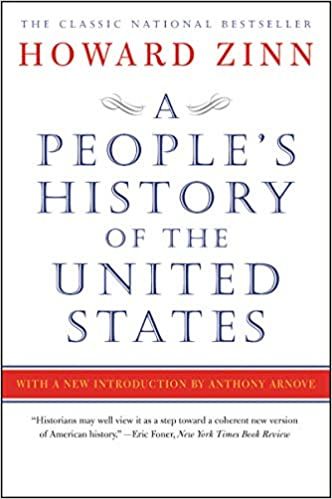 THE CLASSIC NATIONAL BESTSELLER
HOWARD ZINN
A
PEOPLE'S
HISTORY
OF THE
UNITED
STATES
WITH A NEW INTRODUCTION BY ANTHONY ARNOVE
“Historians may well view it as a step toward a coherent new version
of American history.” —Eric Foner, New York Times Book Review